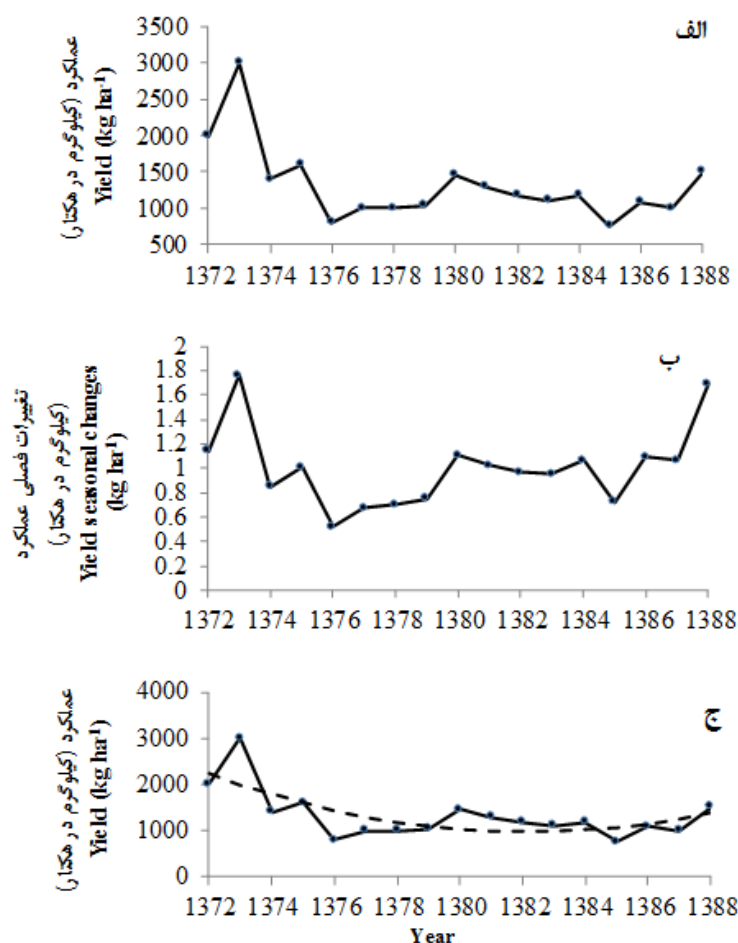 الف
عملکرد (کیلوگرم در هکتار)
Yield (kg ha-1)
3500
3000
2500
2000
1500
1000
500
1372 1374 1376 1378 1380 1382 1384 1386 1388
ب
تغییرات فصلی عملکرد
(کیلوگرم در هکتار)
Yield seasonal changes
(kg ha-1)
2
1.8
1.6
1.4
1.2
1
0.8
0.6
0.4
0.2
0
1372 1374 1376 1378 1380 1382 1384 1386 1388
ج
عملکرد (کیلوگرم در هکتار)
Yield (kg ha-1)
4000
3000
2000
1000
0
1372 1374 1376 1378 1380 1382 1384 1386 1388
Year